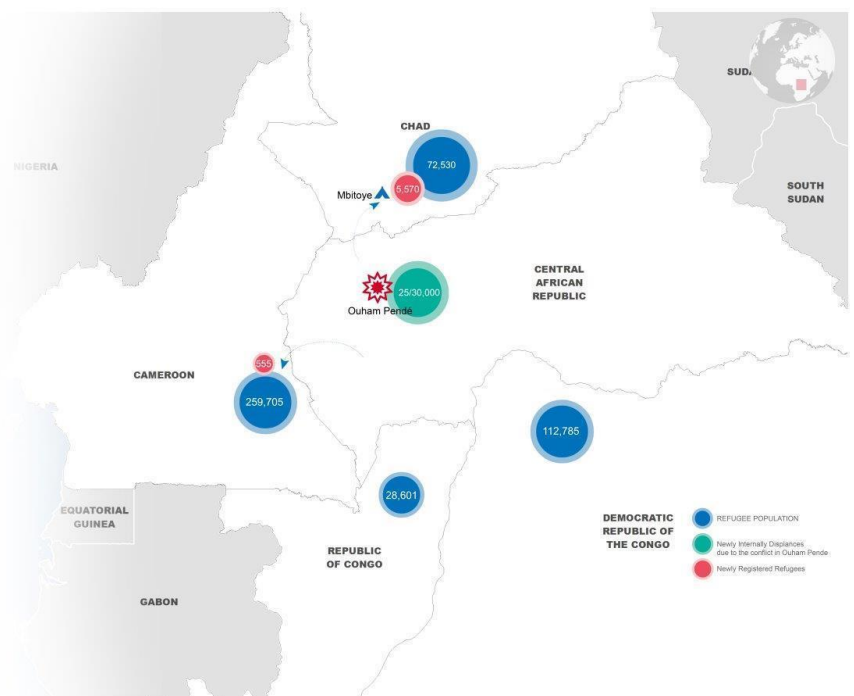 SUD
CHAD
72,530
NIGERIA
5,570
Mbitoye
SOUTH
SUDAN
CENTRAL
AFRICAN
REPUBLIC
25/30,000
Ouham Pendé
555
CAMEROON
259,705
112,785
28,601
EQUATORIAL
GUINEA
DEMOCRATIC
REPUBLIC OF
THE CONGO
REFUGEE POPULATION
Newly Internally Displances
due to the conflict in Ouham Pende
Newly Registered Refugees
REPUBLIC
OF CONGO
GABON